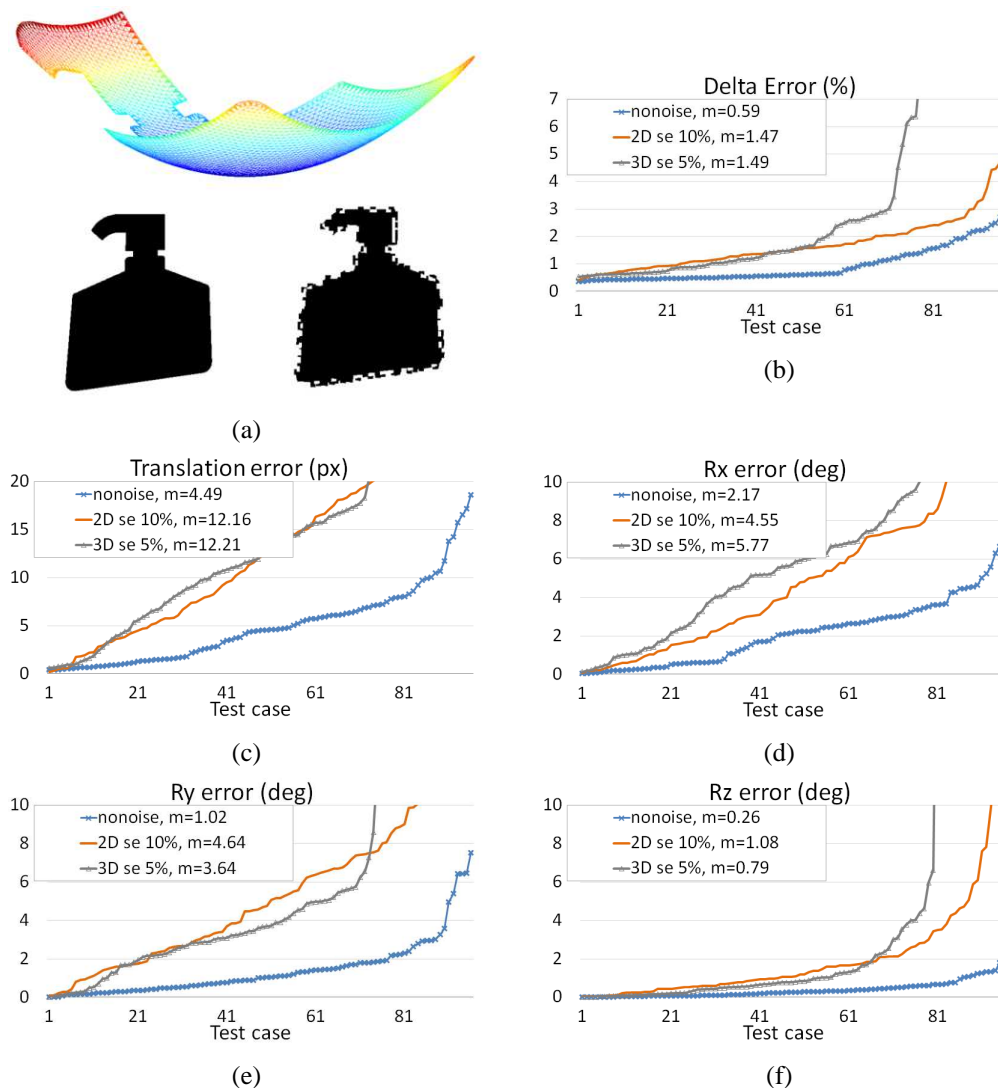 Delta Error (%)
7
6
5
4
3
2
1
0
nonoise, m=0.59
2D se 10%, m=1.47
3D se 5%, m=1.49
1 21 41 61 81
Test case
(a)
(b)
Translation error (px)
20
15
10
5
0
nonoise, m=4.49
2D se 10%, m=12.16
3D se 5%, m=12.21
1 21 41 61 81
Test case
(c)
Rx error (deg)
10
8
6
4
2
0
nonoise, m=2.17
2D se 10%, m=4.55
3D se 5%, m=5.77
1 21 41 61 81
Test case
(d)
Ry error (deg)
10
8
6
4
2
0
nonoise, m=1.02
2D se 10%, m=4.64
3D se 5%, m=3.64
1 21 41 61 81
Test case
(e)
Rz error (deg)
10
8
6
4
2
0
nonoise, m=0.26
2D se 10%, m=1.08
3D se 5%, m=0.79
1 21 41 61 81
Test case
(f)